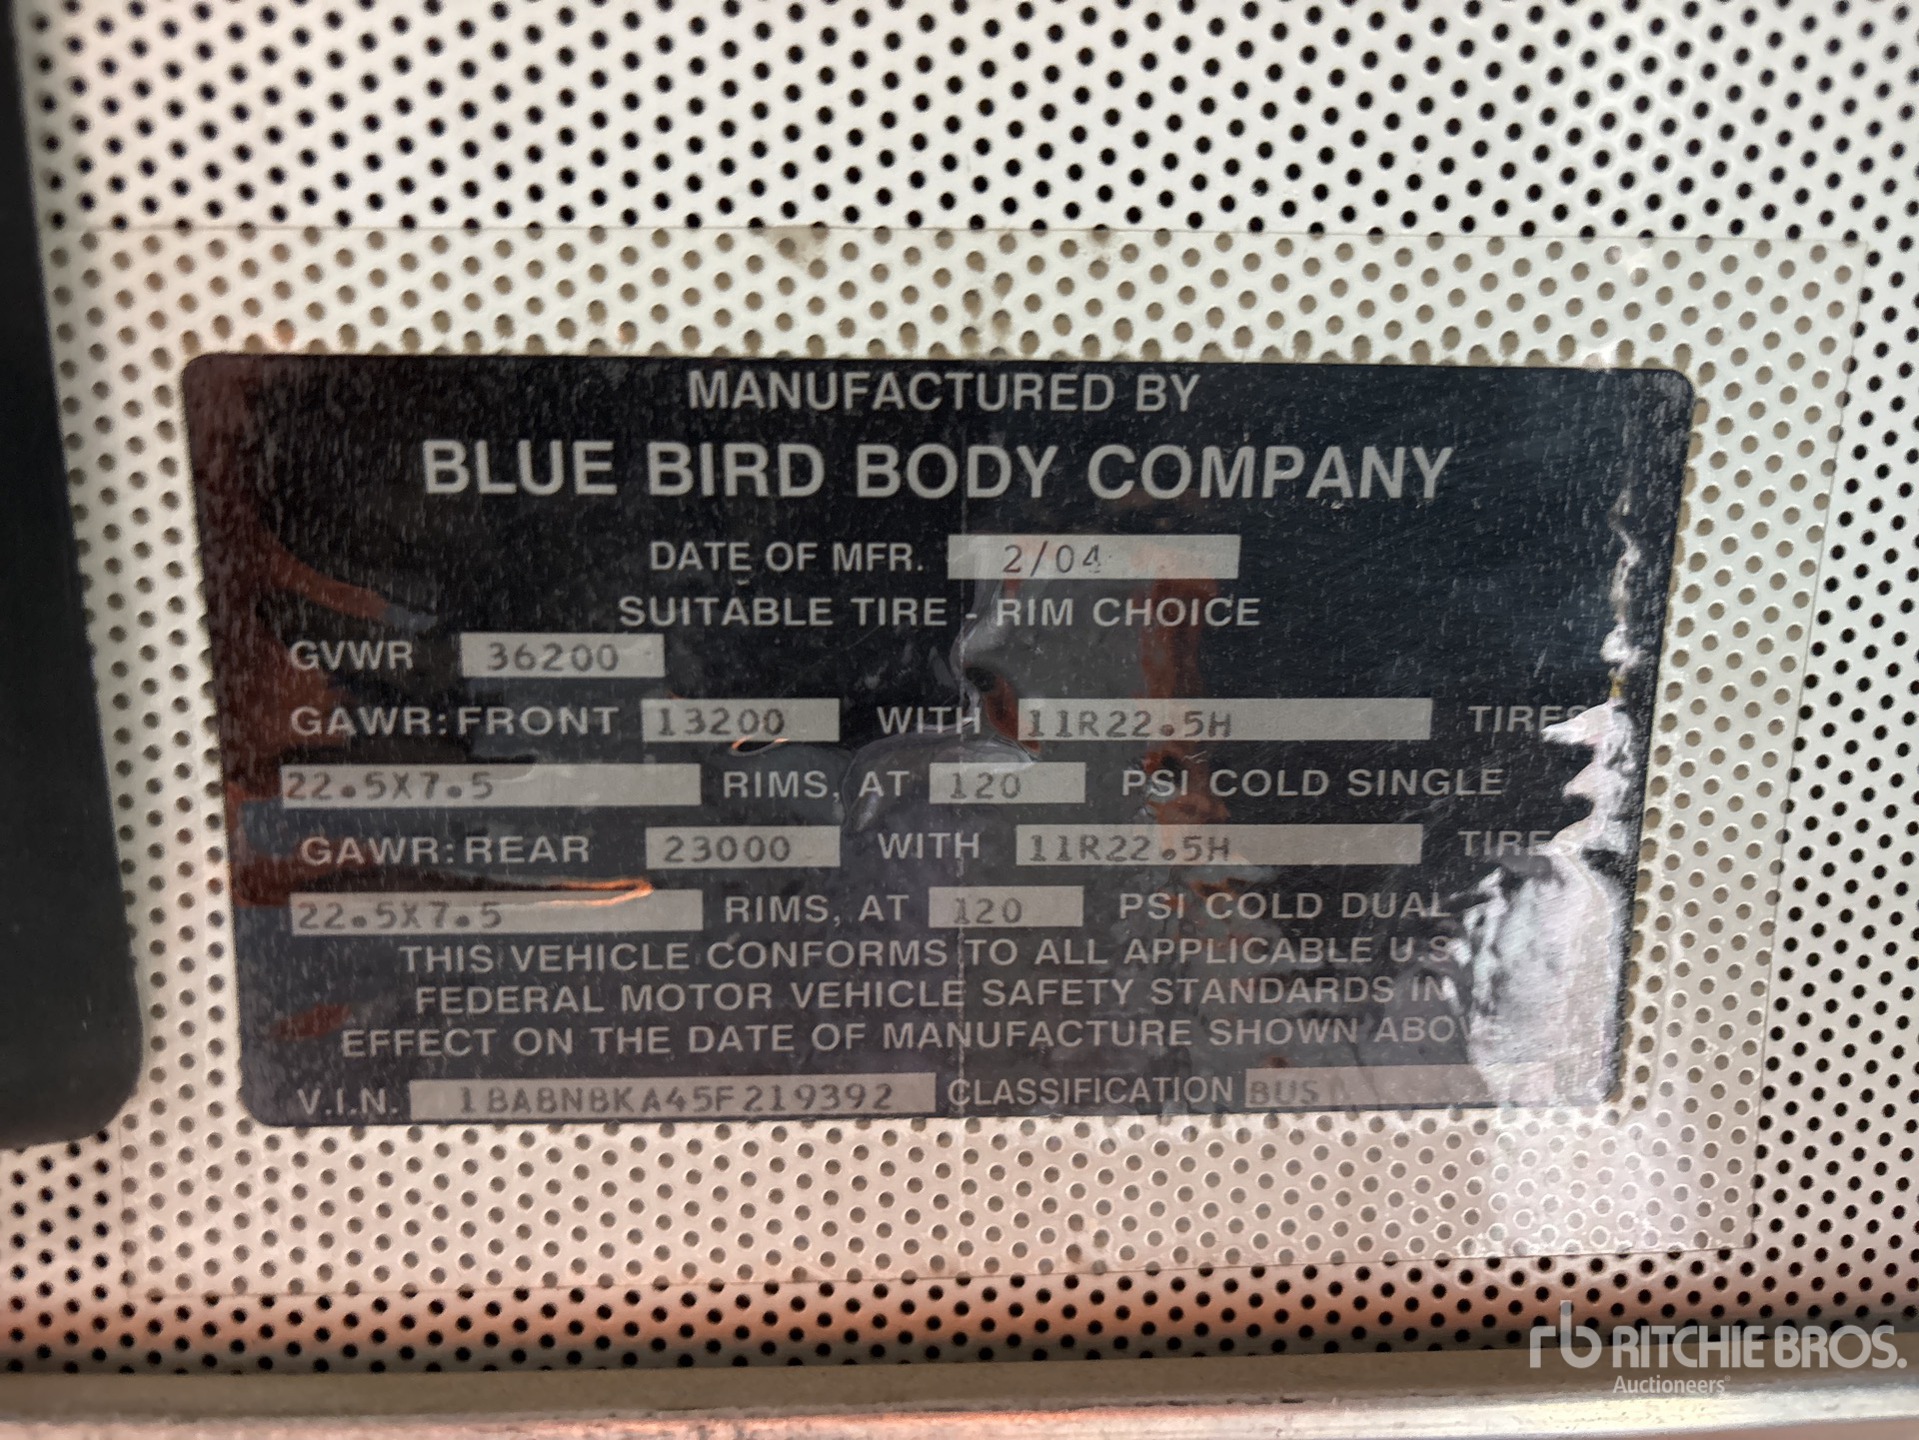 MANUFACTURED BY
BLUE BIRD BODY COMPANY
DATE OF MFR. 2/04
SUITABLE TIRE - RIM CHOICE
GVWR 36200
GAWR: FRONT 13200 WITH 11R22.5H TIRES
22.5X7.5 RIMS, AT 120 PSI COLD SINGLE
GAWR: REAR 23000 WITH 11R22.5H TIRES
22.5X7.5 RIMS, AT 120 PSI COLD DUAL
THIS VEHICLE CONFORMS TO ALL APPLICABLE U.S.
FEDERAL MOTOR VEHICLE SAFETY STANDARDS IN
EFFECT ON THE DATE OF MANUFACTURE SHOWN ABOVE
V.I.N. 1BABNBKA45F219392 CLASSIFICATION BUS
rb RITCHIE BROS.
Auctioneers